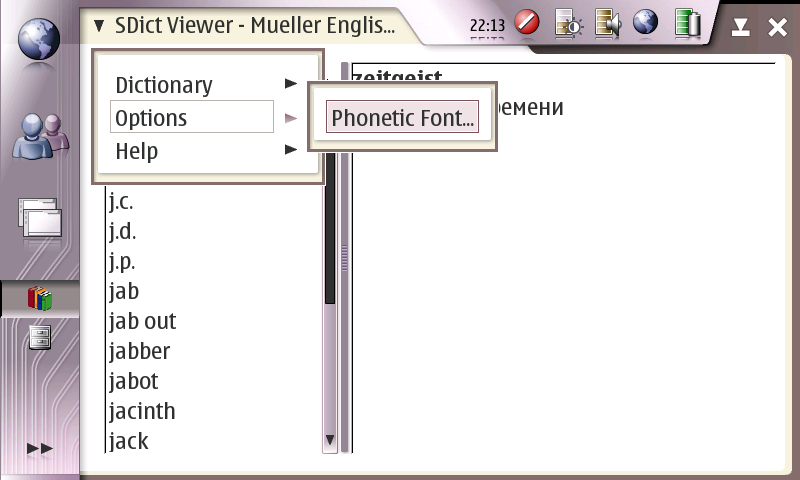 SDict Viewer - Mueller Englis...
22:13
Dictionary
Options
Help
Phonetic Font...
zeitgeist
ремени
j.c.
j.d.
j.p.
jab
jab out
jabber
jabot
jacinth
jack